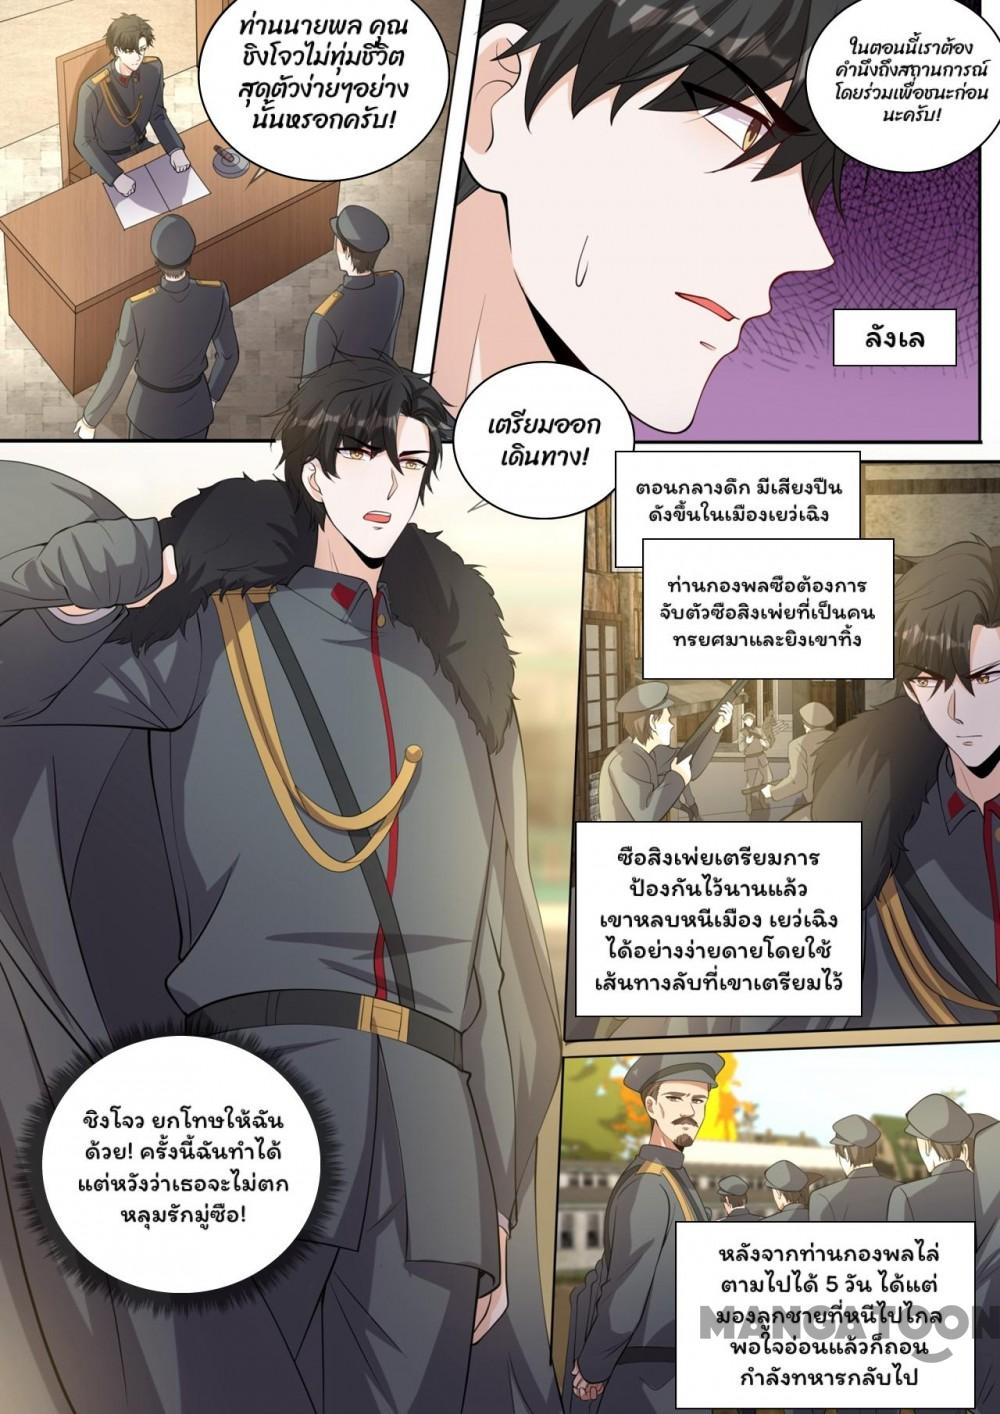 ท่านนายพล คุณ
ชิงโจวไม่ทุ่มชีวิต
สุดตัวง่ายๆอย่าง
นั้นหรอกครับ!
ในตอนนี้เราต้อง
คำนึงถึงสถานการณ์
โดยร่วมเพื่อชนะก่อน
นะครับ!
ลังเล
เตรียมออก
เดินทาง!
ตอนกลางดึก มีเสียงปืน
ดังขึ้นในเมืองเยว่เฉิง
ท่านกองพลซือต้องการ
จับตัวซือสิงเพ่ยที่เป็นคน
ทรยศมาและยิงเขาทิ้ง
ซือสิงเพ่ยเตรียมการ
ป้องกันไว้นานแล้ว
เขาหลบหนีเมือง เยว่เฉิง
ได้อย่างง่ายดายโดยใช้
เส้นทางลับที่เขาเตรียมไว้
ชิงโจว ยกโทษให้ฉัน
ด้วย! ครั้งนี้ฉันทำได้
แต่หวังว่าเธอจะไม่ตก
หลุมรักมู่ซือ!
หลังจากท่านกองพลไล่
ตามไปได้ 5 วัน ได้แต่
มองลูกชายที่หนีไปไกล
พอใจอ่อนแล้วก็ถอน
กำลังทหารกลับไป
MANGATOON